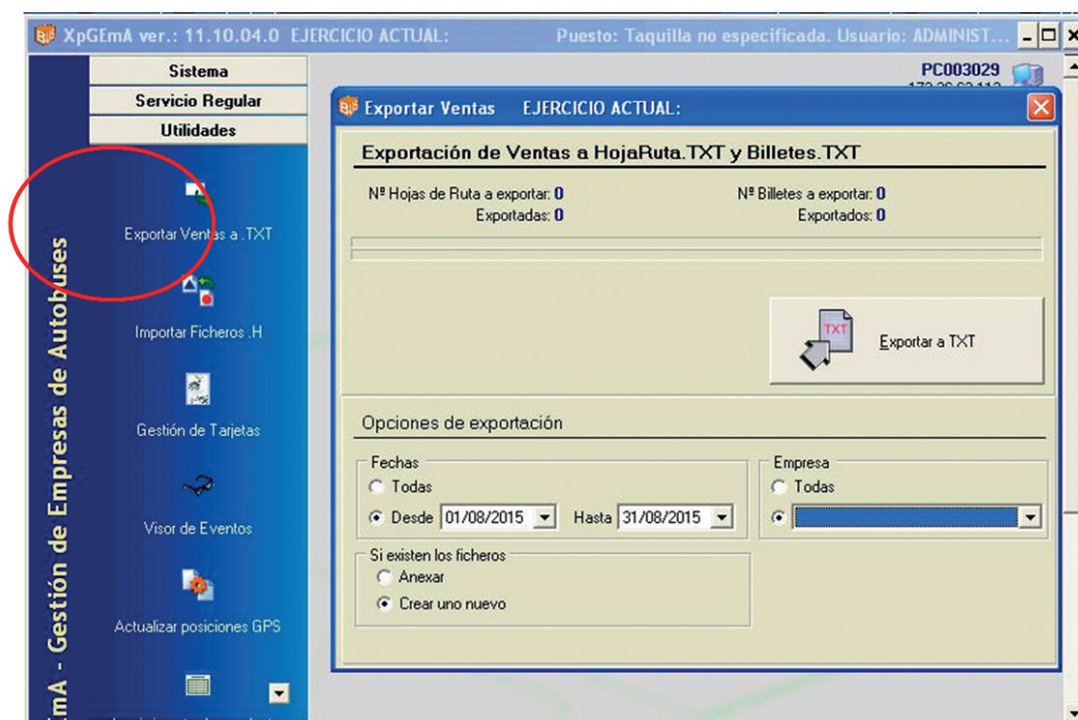 XpGEmA ver.: 11.10.04.0 EJERCICIO ACTUAL: Puesto: Taquilla no especificada. Usuario: ADMINIST...
Sistema
Servicio Regular
Utilidades
Exportar Ventas a .TXT
Importar Ficheros .H
Gestión de Tarjetas
Visor de Eventos
Actualizar posiciones GPS
EmA - Gestión de Empresas de Autobuses
PC003029
Exportar Ventas EJERCICIO ACTUAL:
Exportación de Ventas a HojaRuta.TXT y Billetes.TXT
Nº Hojas de Ruta a exportar: 0 Nº Billetes a exportar: 0
Exportadas: 0 Exportados: 0
TXT
Exportar a TXT
Opciones de exportación
Fechas
Todas
Desde 01/08/2015 Hasta 31/08/2015
Empresa
Todas
Si existen los ficheros
Anexar
Crear uno nuevo